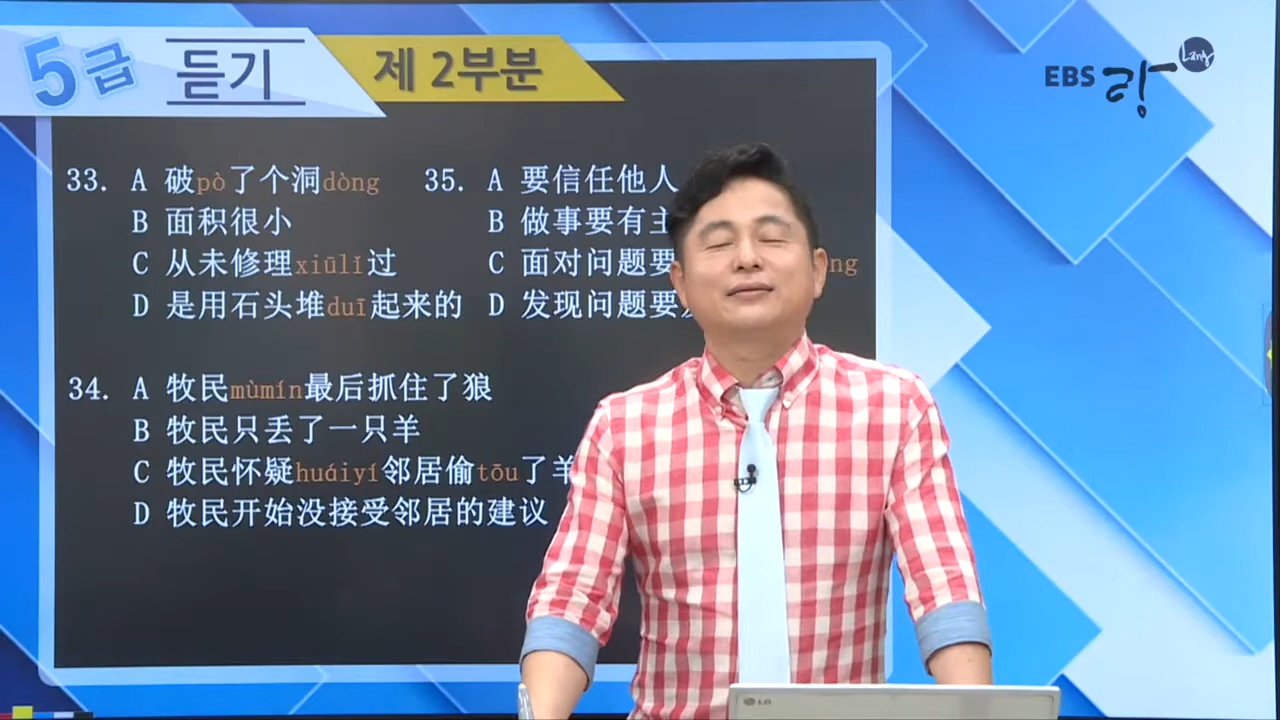 5급 듣기 제 2부분
EBS 랑 Lang
33. A 破pò了个洞dòng
B 面积很小
C 从未修理xiūlǐ过
D 是用石头堆duī起来的
35. A 要信任他人
B 做事要有主
C 面对问题要
ng
D 发现问题要
34. A 牧民mùmín最后抓住了狼
B 牧民只丢了一只羊
C 牧民怀疑huáiyí邻居偷tōu了羊
D 牧民开始没接受邻居的建议
LG